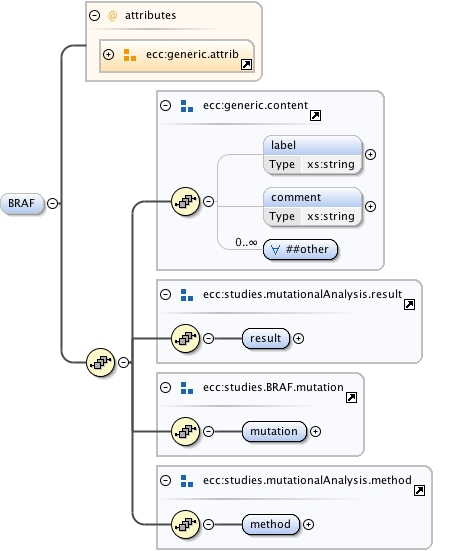 @ attributes
ecc:generic.attrib
ecc:generic.content
label
Type xs:string
comment
Type xs:string
BRAF
0..∞
∀ ##other
ecc:studies.mutationalAnalysis.result
result
ecc:studies.BRAF.mutation
mutation
ecc:studies.mutationalAnalysis.method
method